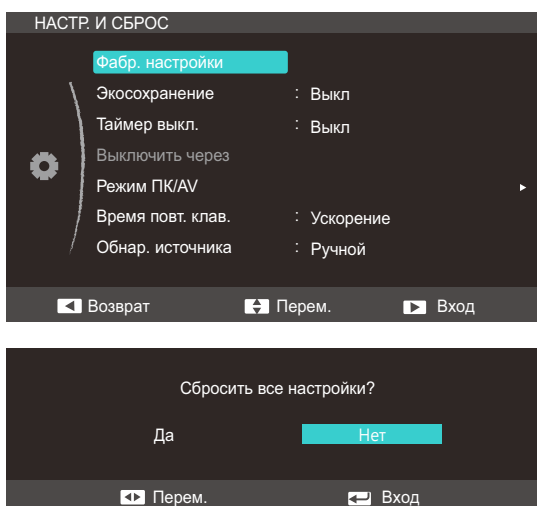 НАСТР. И СБРОС
Фабр. настройки
Экосохранение : Выкл
Таймер выкл. : Выкл
Выключить через
Режим ПК/AV
Время повт. клав. : Ускорение
Обнар. источника : Ручной
Возврат Перем. Вход
Сбросить все настройки?
Да Нет
Перем. Вход